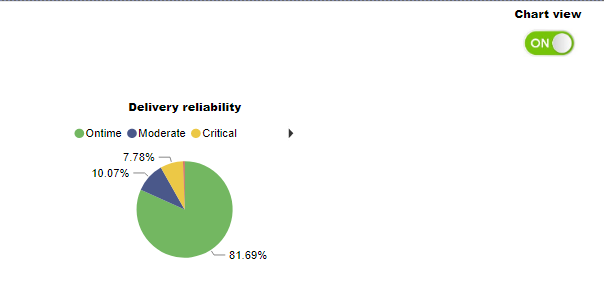 Chart view
ON
Delivery reliability
Ontime Moderate Critical
7.78%
10.07%
81.69%